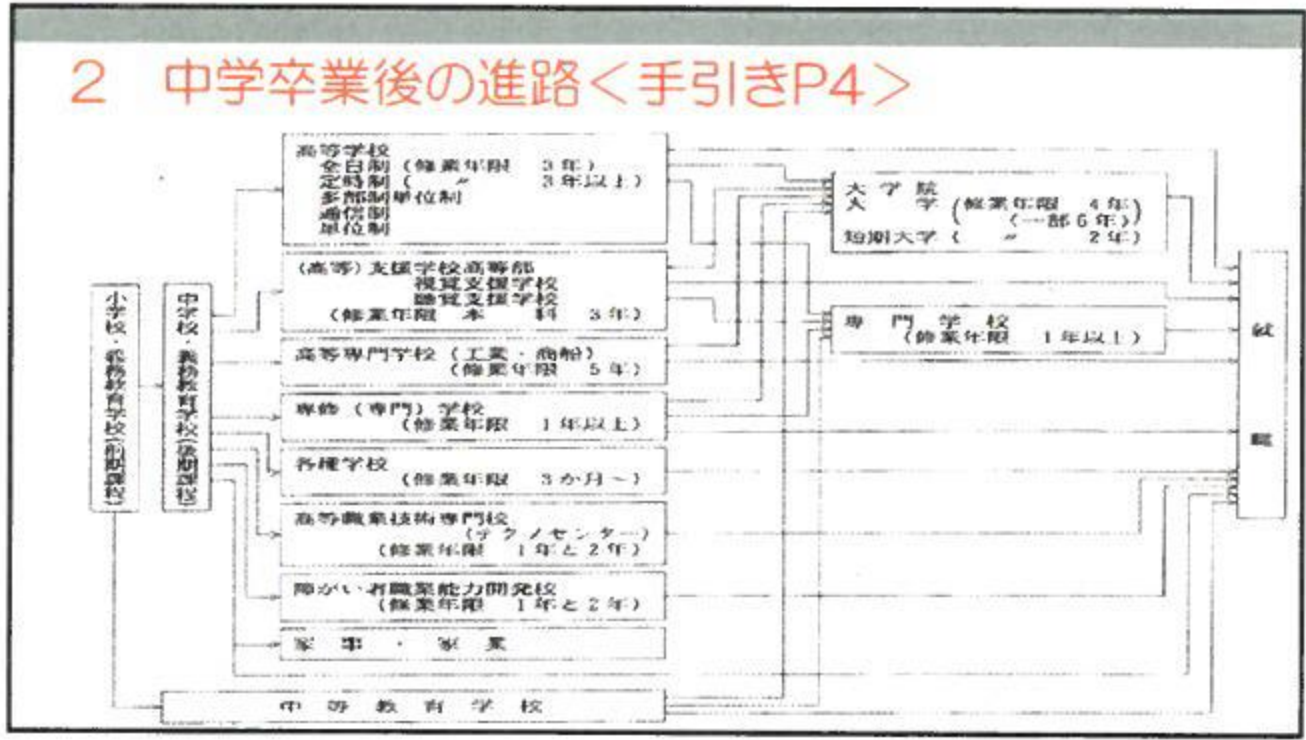 2 中学卒業後の進路<手引きP4>
小学校・義務教育学校(前期課程)
中学校・義務教育学校(後期課程)
高等学校
全日制(修業年限 3年)
定時制( 〃 3年以上)
多部制単位制
通信制
単位制
(高等)支援学校高等部
視覚支援学校
聴覚支援学校
(修業年限 本 科 3年)
高等専門学校(工業・商船)
(修業年限 5年)
専修(専門)学校
(修業年限 1年以上)
各種学校
(修業年限 3か月~)
高等職業技術専門校
(テクノセンター)
(修業年限 1年と2年)
障がい者職業能力開発校
(修業年限 1年と2年)
家事・家業
中等教育学校
大学院
大 学(修業年限 4年)
(一部6年)
短期大学( 〃 2年)
専門学校
(修業年限 1年以上)
就職